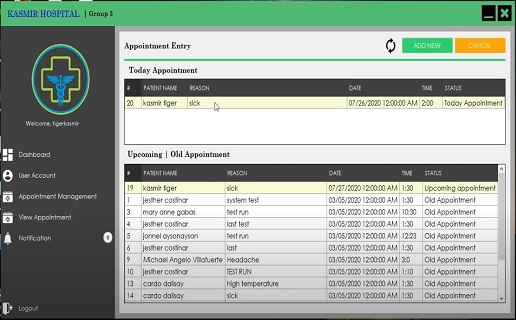 KASMIR HOSPITAL | Group 5
Appointment Entry
ADD NEW
CANCEL
Welcome, tigerkasmir
Dashboard
User Account
Appointment Management
View Appointment
Notification
Logout
Today Appointment
# PATIENT NAME REASON DATE TIME STATUS
20 kasmir tiger sick 07/26/2020 12:00:00 AM 2:00 Today Appointment
Upcoming | Old Appointment
# PATIENT NAME REASON DATE TIME STATUS
19 kasmir tiger sick 07/27/2020 12:00:00 AM 1:30 Upcoming appointment
1 jesther costinar system test 03/05/2020 12:00:00 AM 1:30 Old Appointment
3 mary anne gabas test run 03/05/2020 12:00:00 AM 10:30 Old Appointment
4 jesther costinar last test 03/05/2020 12:00:00 AM 1:30 Old Appointment
5 jonnel aysonayson test run 03/05/2020 12:00:00 AM 12:23 Old Appointment
6 jesther costinar last 03/05/2020 12:00:00 AM 1:30 Old Appointment
9 Michael Angelo Villafuerte Headache 03/05/2020 12:00:00 AM 3:0 Old Appointment
10 jesther costinar TEST RUN 03/05/2020 12:00:00 AM 1:10 Old Appointment
13 cardo dalisay high temperature 03/05/2020 12:00:00 AM 1:30 Old Appointment
14 cardo dalisay sick 03/05/2020 12:00:00 AM 1:30 Old Appointment